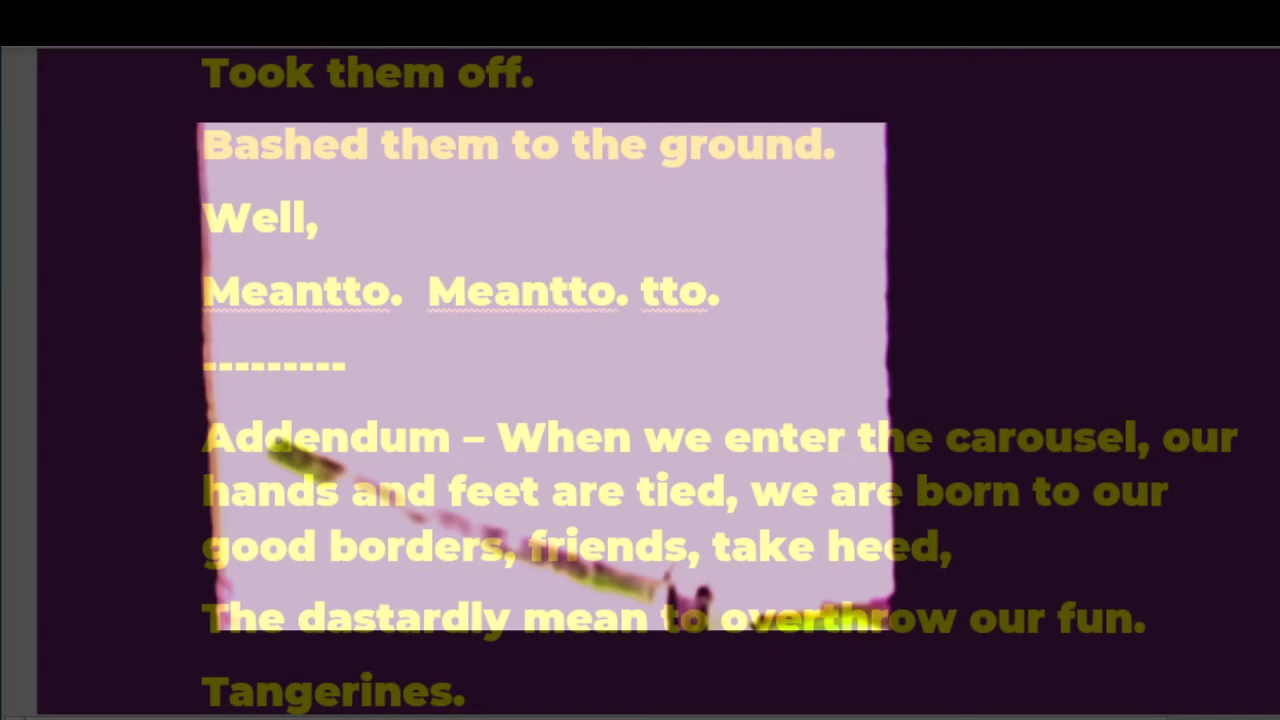 Took them off.
Bashed them to the ground.
Well,
Meantto.  Meantto. tto.
---------
Addendum – When we enter the carousel, our
hands and feet are tied, we are born to our
good borders, friends, take heed,
The dastardly mean to overthrow our fun.
Tangerines.